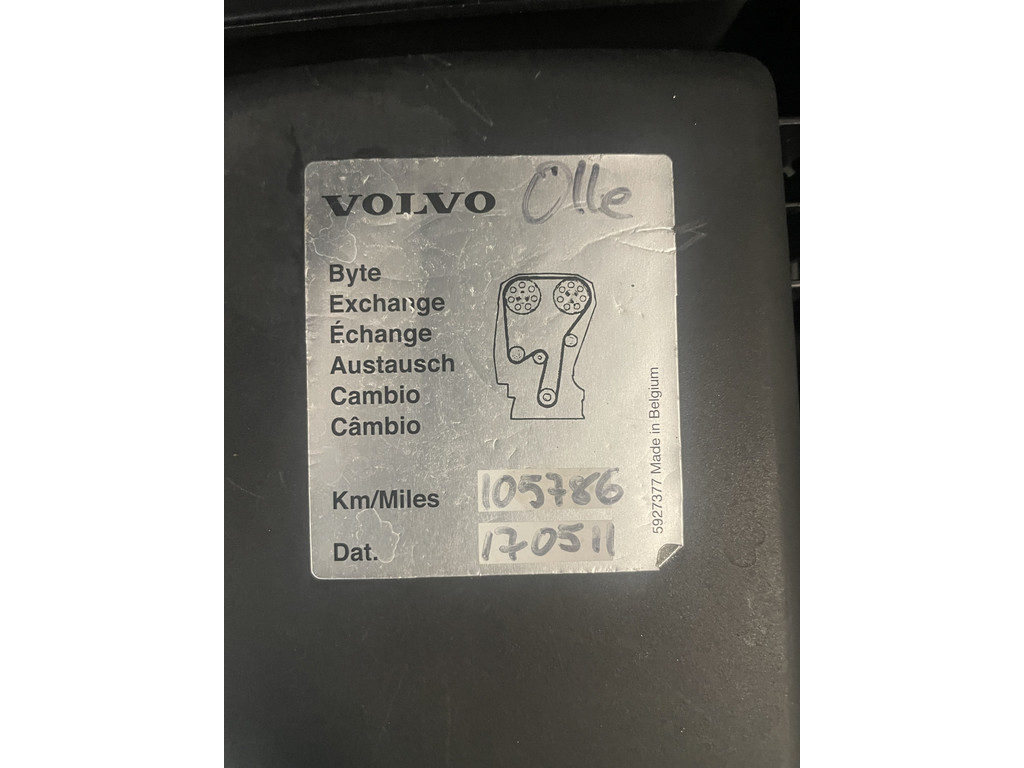 VOLVO Olle
Byte
Exchange
Échange
Austausch
Cambio
Câmbio
Km/Miles 105786
Dat. 170511
5927377 Made in Belgium